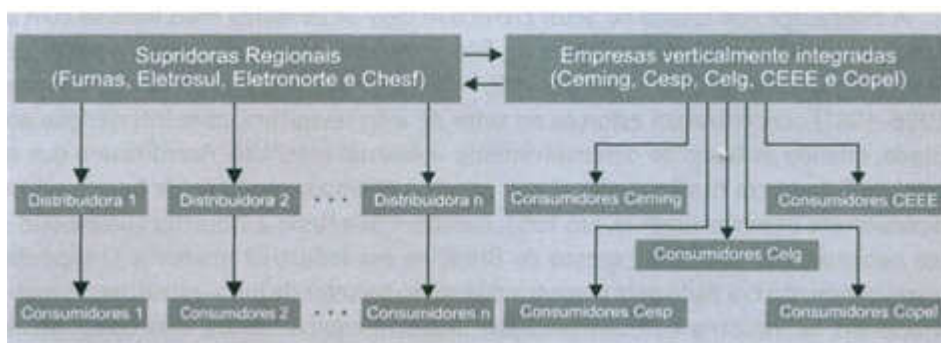 Supridoras Regionais
(Furnas, Eletrosul, Eletronorte e Chesf)
Empresas verticalmente integradas
(Ceming, Cesp, Celg, CEEE e Copel)
Distribuidora 1
Distribuidora 2
• • •
Distribuidora n
Consumidores Ceming
Consumidores CEEE
Consumidores Celg
Consumidores 1
Consumidores 2
• • •
Consumidores n
Consumidores Cesp
Consumidores Copel